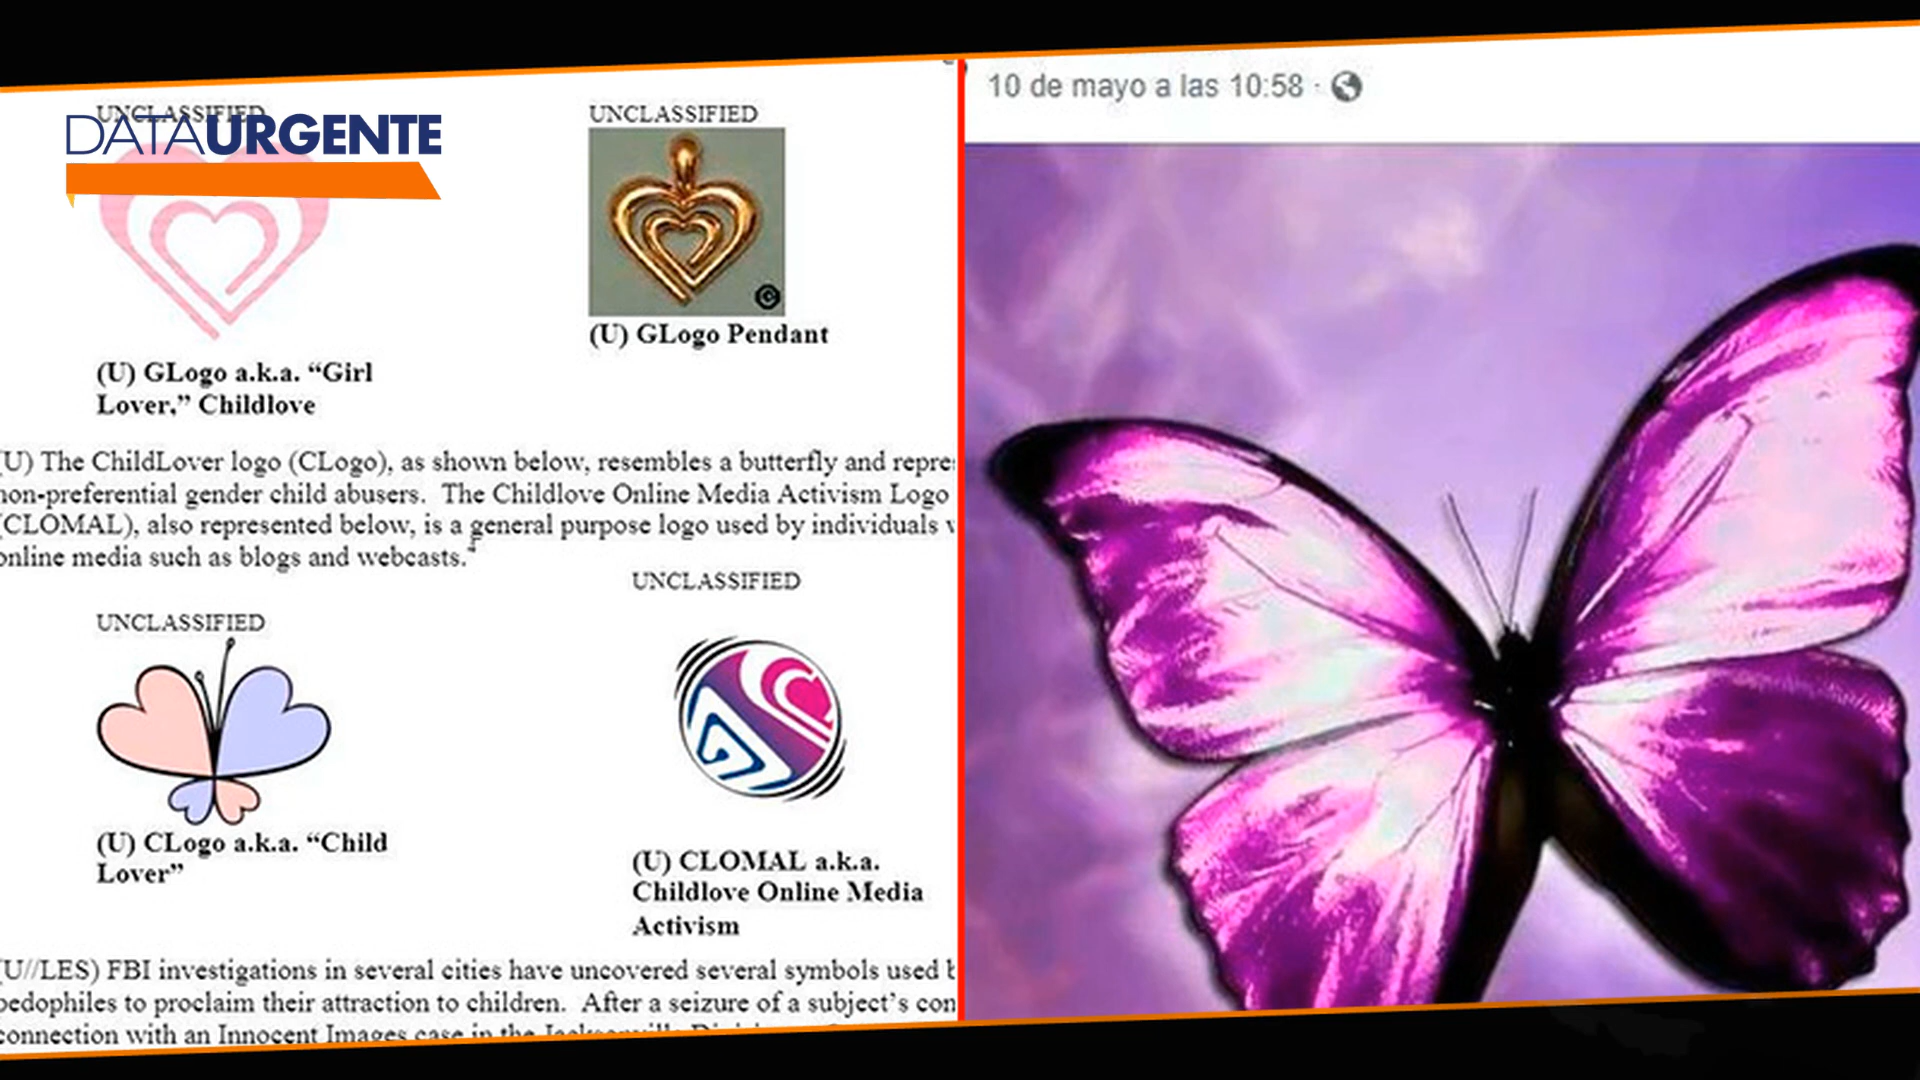 UNCLASSIFIED
DATAURGENTE
UNCLASSIFIED
(U) GLogo Pendant
(U) GLogo a.k.a. “Girl
Lover,” Childlove
(U) The ChildLover logo (CLogo), as shown below, resembles a butterfly and
non-preferential gender child abusers. The Childlove Online Media Activism Logo
(CLOMAL), also represented below, is a general purpose logo used by individuals
online media such as blogs and webcasts.4
UNCLASSIFIED
UNCLASSIFIED
(U) CLogo a.k.a. “Child
Lover”
(U) CLOMAL a.k.a.
Childlove Online Media
Activism
(U//LES) FBI investigations in several cities have uncovered several symbols used
pedophiles to proclaim their attraction to children. After a seizure of a subject’s
connection with an Innocent Images case in the Jacksonville
10 de mayo a las 10:58 ·